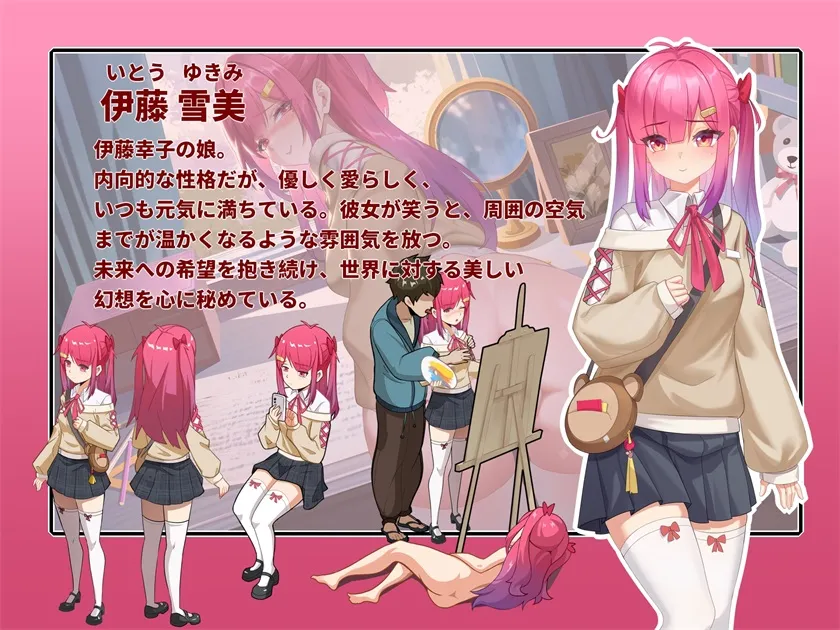 いとう ゆきみ
伊藤 雪美
伊藤幸子の娘。
内向的な性格だが、優しく愛らしく、
いつも元気に満ちている。彼女が笑うと、周囲の空気
までが温かくなるような雰囲気を放つ。
未来への希望を抱き続け、世界に対する美しい
幻想を心に秘めている。